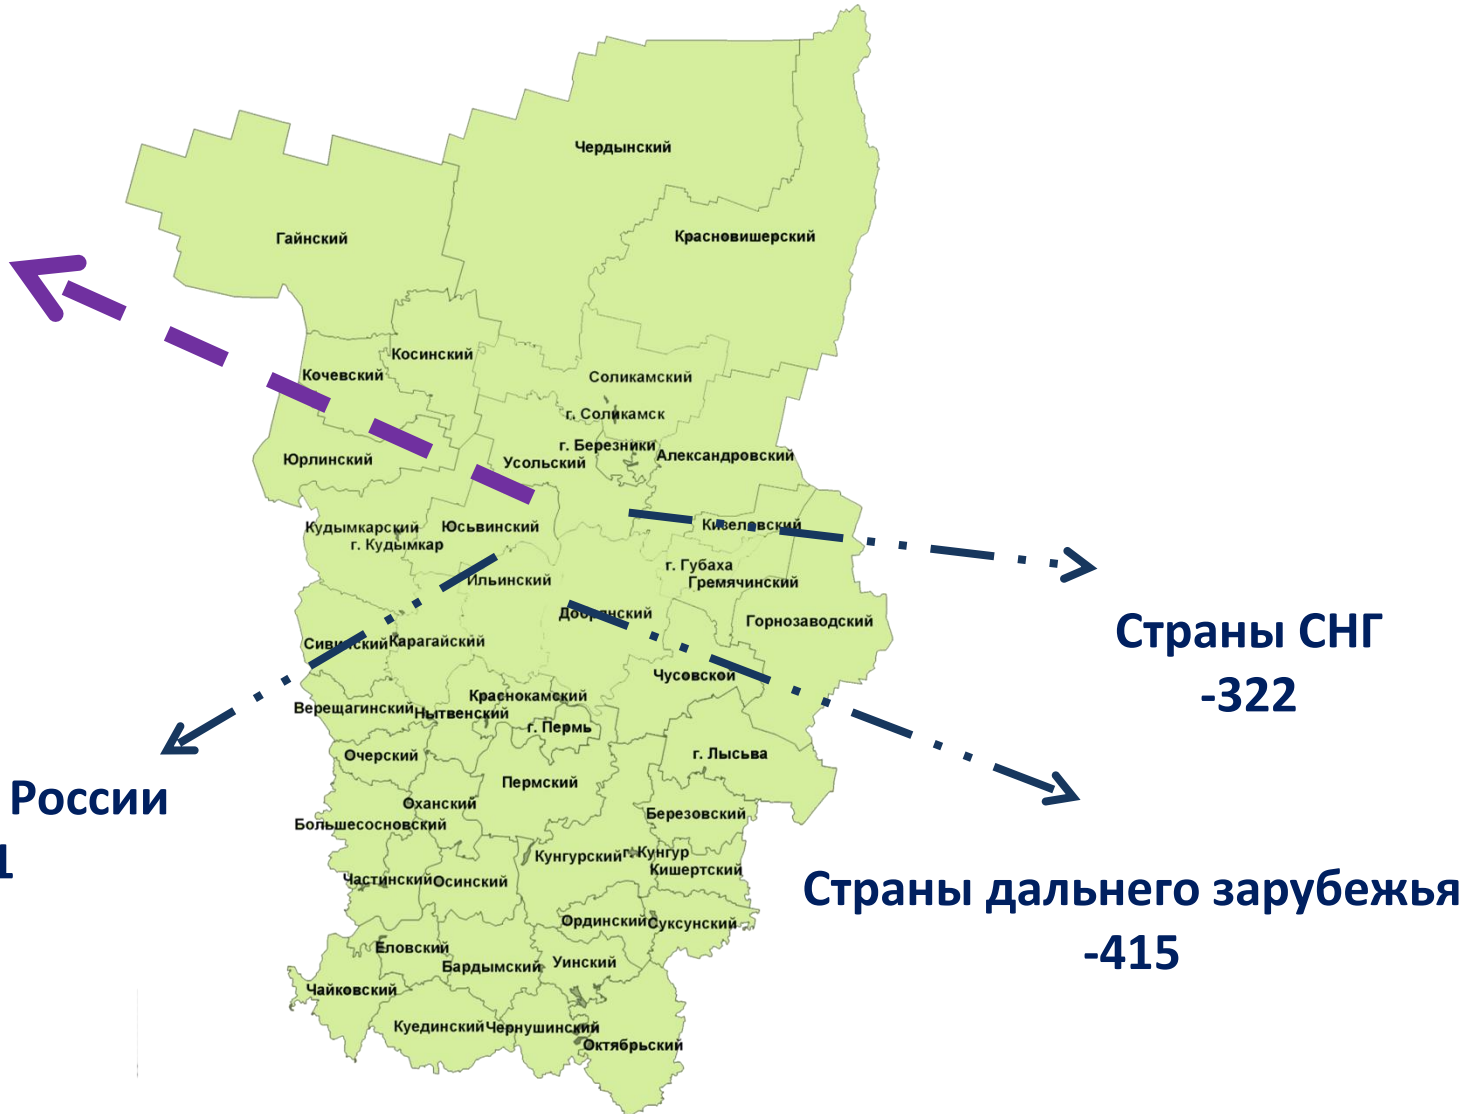 Чердынский
Красновишерский
Гайнский
Косинский
Кочевский
Соликамский
г. Соликамск
г. Березники
Александровский
Усольский
Юрлинский
Кизеловский
Кудымкарский
Юсьвинский
г. Кудымкар
г. Губаха
Ильинский
Гремячинский
Добрянский
Горнозаводский
Страны СНГ
-322
Сивинский
Карагайский
Чусовской
Краснокамский
Верещагинский
Нытвенский
г. Пермь
Очерский
г. Лысьва
Пермский
России
1
Оханский
Березовский
Большесосновский
Кунгурский
г. Кунгур
Кишертский
Частинский
Осинский
Страны дальнего зарубежья
-415
Ординский
Суксунский
Еловский
Бардымский
Уинский
Чайковский
Куединский
Чернушинский
Октябрьский